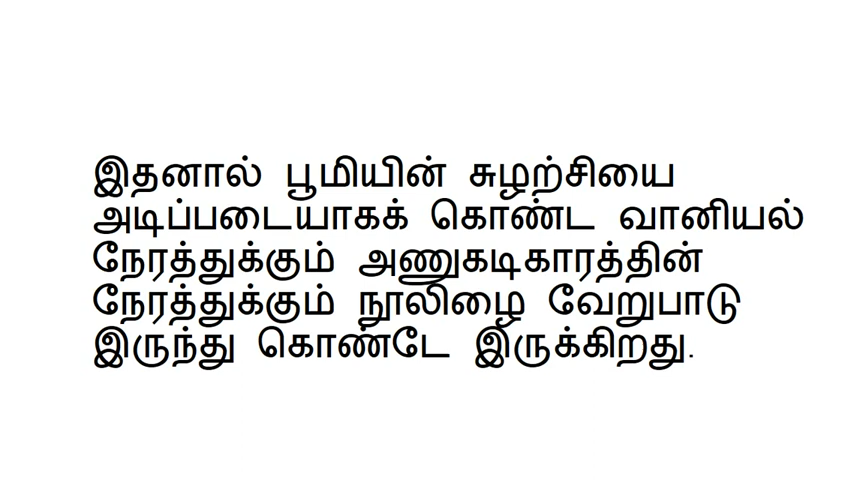 இதனால் பூமியின் சுழற்சியை
அடிப்படையாகக் கொண்ட வானியல்
நேரத்துக்கும் அணுகடிகாரத்தின்
நேரத்துக்கும் நூலிழை வேறுபாடு
இருந்து கொண்டே இருக்கிறது.